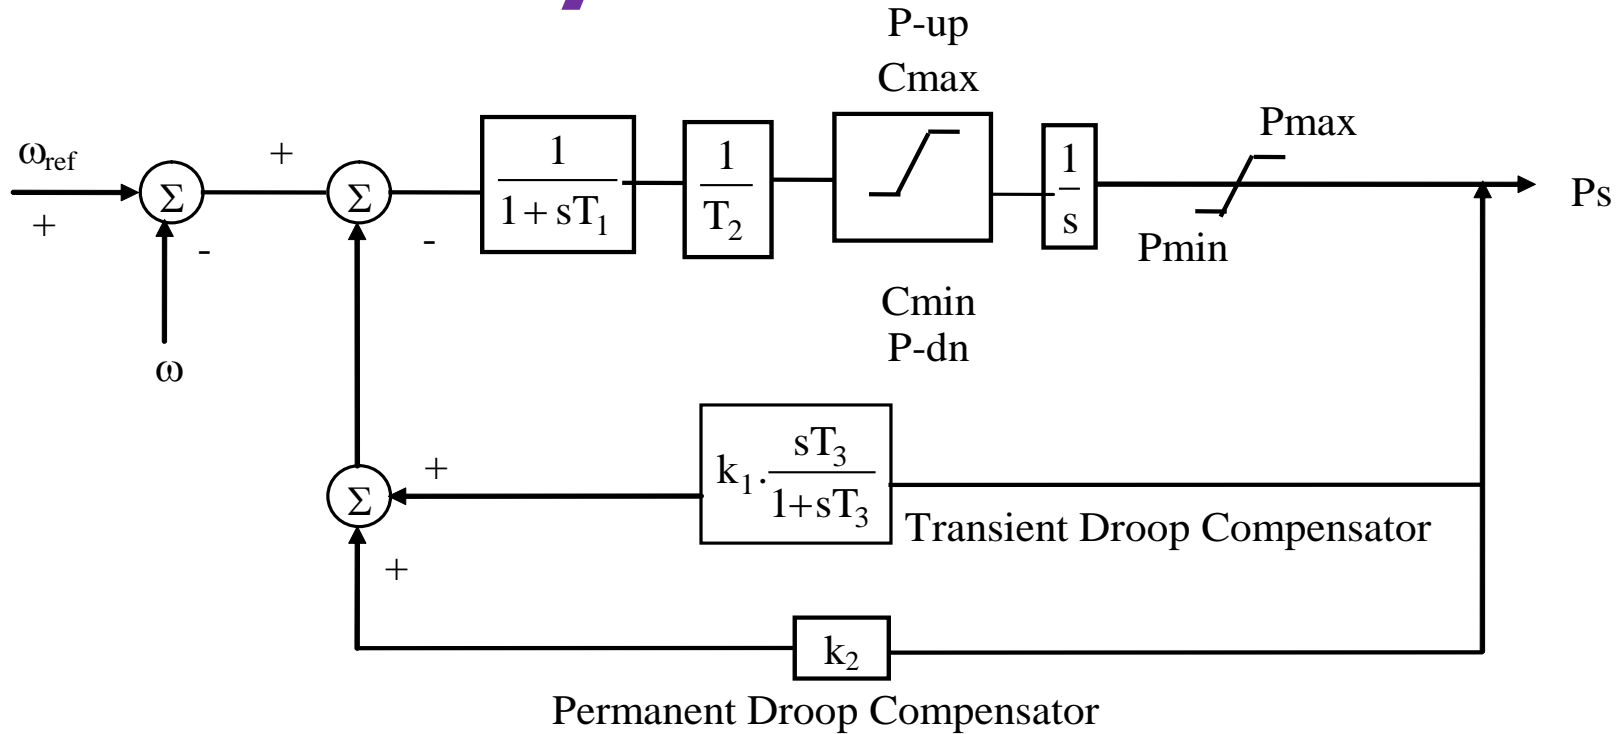 P-up
Cmax
Pmax
ω_ref
+
+
Σ
Σ
1
1 + sT₁
1
T₂
1
s
Ps
+
-
-
Pmin
Cmin
P-dn
ω
k₁.
sT₃
1+sT₃
+
Σ
Transient Droop Compensator
+
k₂
Permanent Droop Compensator